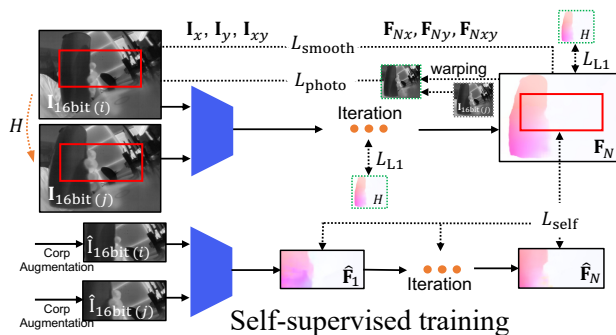 I_x, I_y, I_xy
L_smooth
F_Nx, F_Ny, F_Nxy
H
L_L1
L_photo
warping
I_16bit (i)
I_16bit (j)
Iteration
H
F_N
L_L1
I_16bit (j)
H
L_self
Î_16bit (i)
Corp
Augmentation
F̂_1
F̂_N
Iteration
Î_16bit (j)
Corp
Augmentation
Self-supervised training